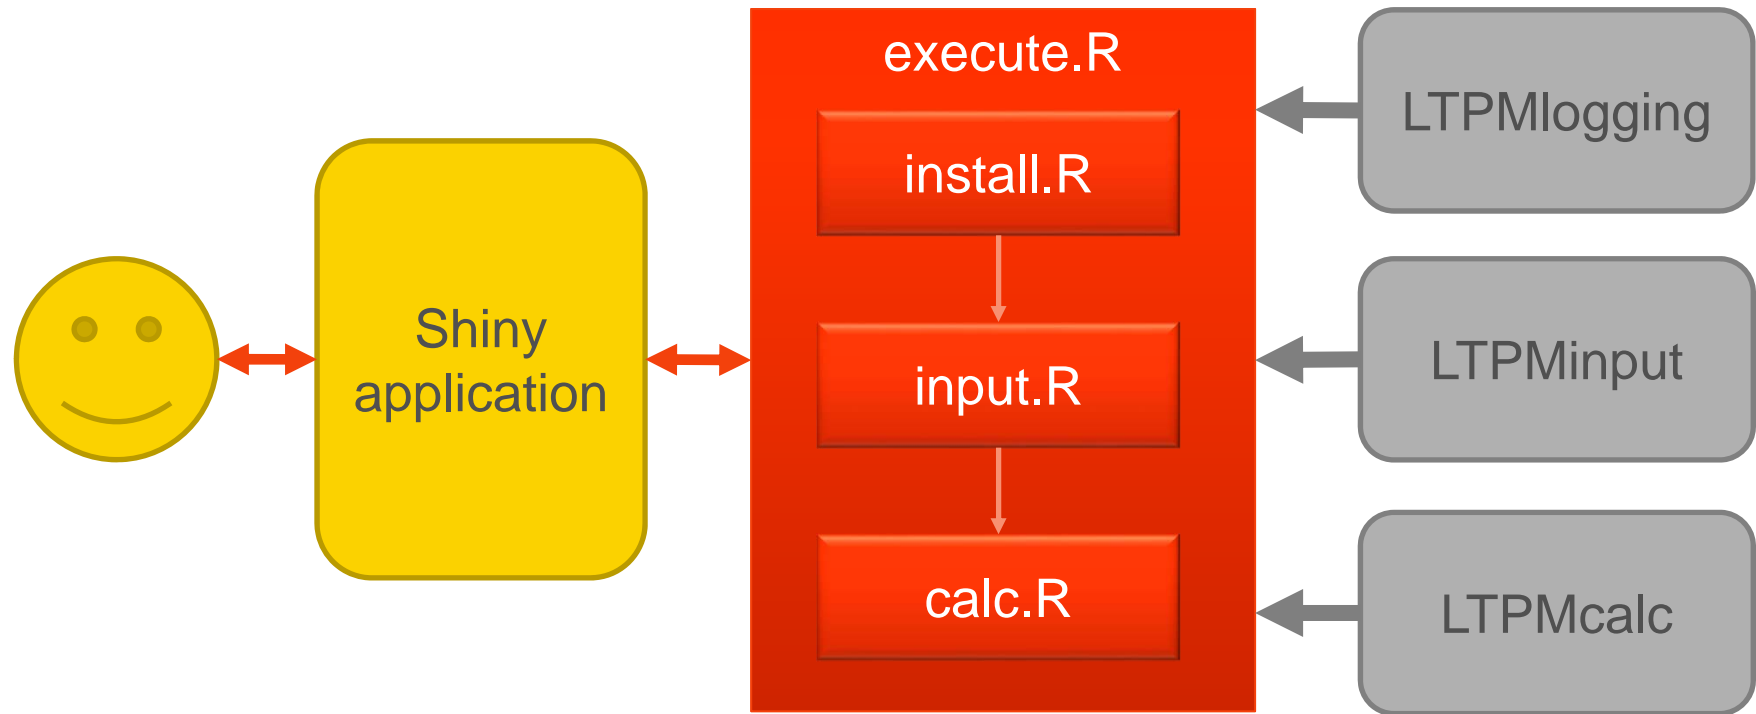 Shiny
application
execute.R
install.R
input.R
calc.R
LTPMlogging
LTPMinput
LTPMcalc